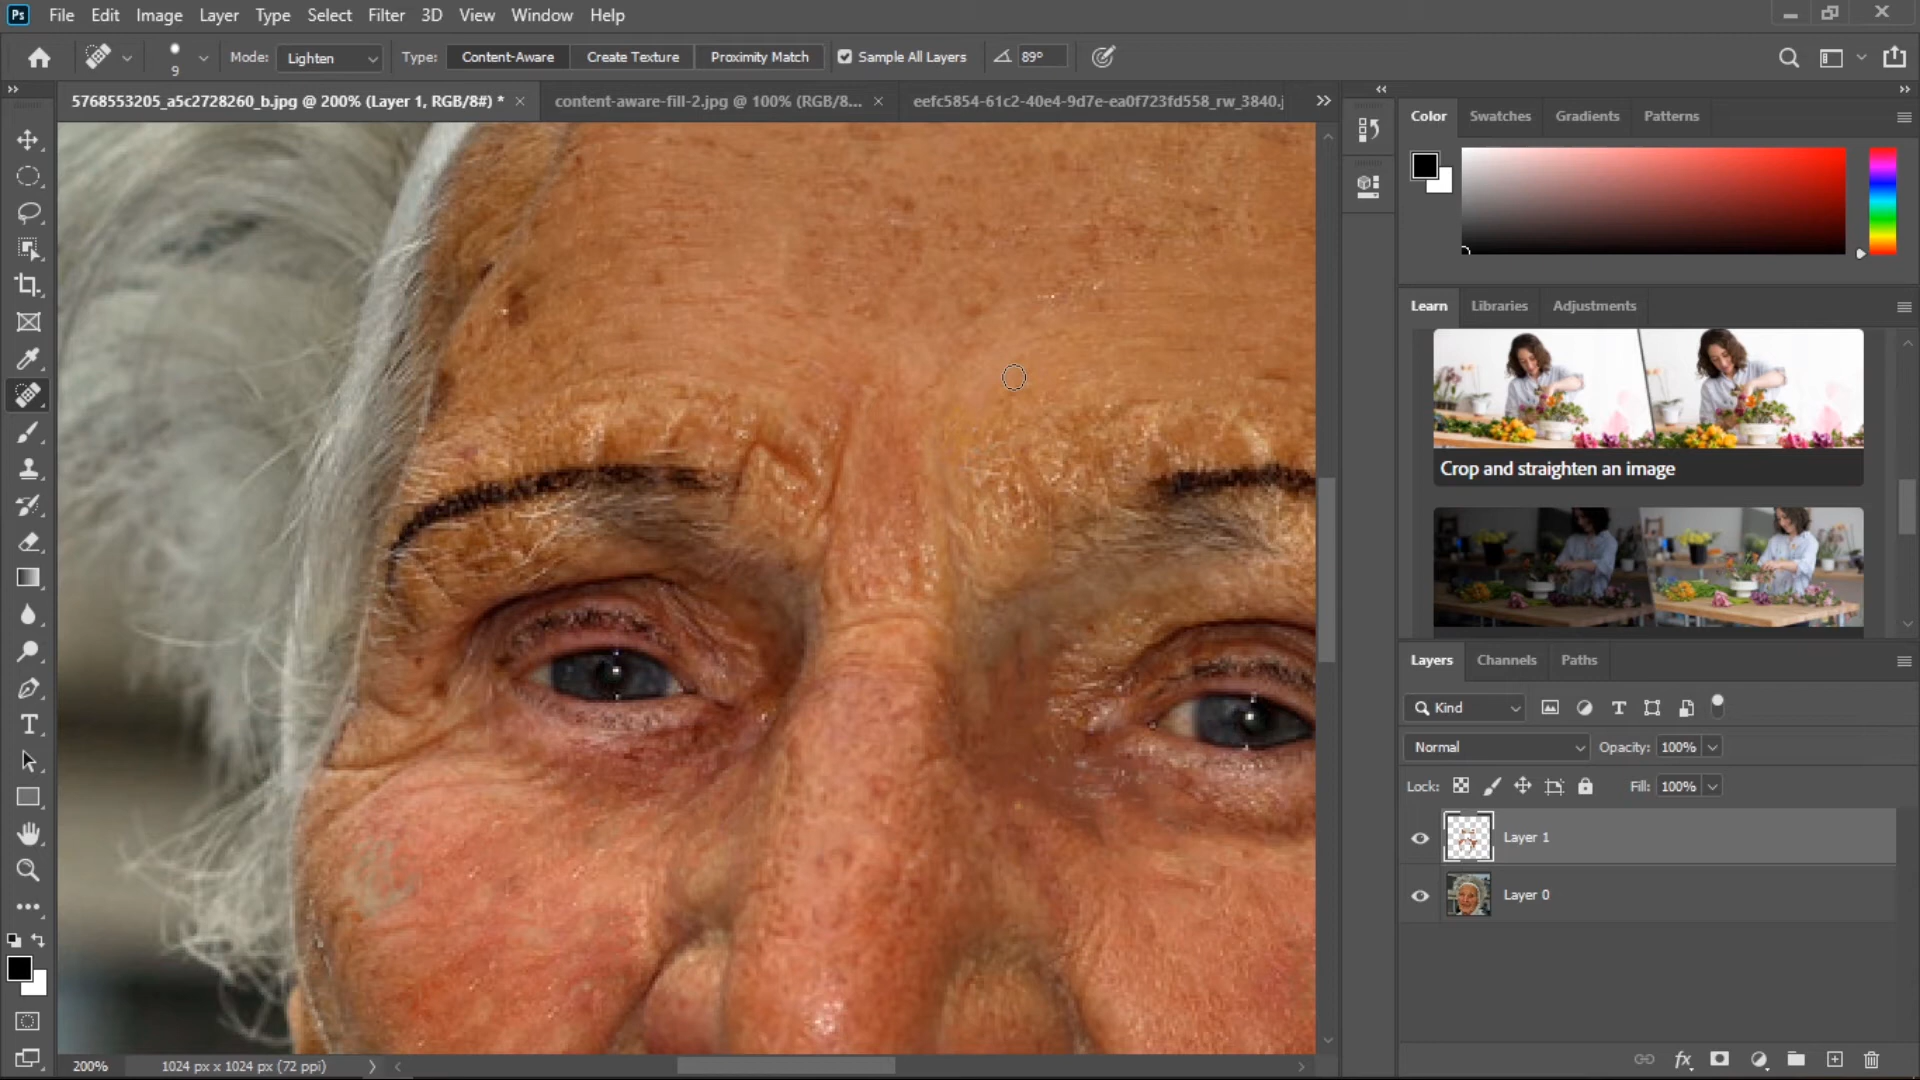 Ps File Edit Image Layer Type Select Filter 3D View Window Help
9 Mode: Lighten Type: Content-Aware Create Texture Proximity Match Sample All Layers 89°
5768553205_a5c2728260_b.jpg @ 200% (Layer 1, RGB/8#) * × content-aware-fill-2.jpg @ 100% (RGB/8... × eefc5854-61c2-40e4-9d7e-ea0f723fd558_rw_3840.j
Color Swatches Gradients Patterns
Learn Libraries Adjustments
Crop and straighten an image
Layers Channels Paths
Kind
Normal Opacity: 100%
Lock: Fill: 100%
Layer 1
Layer 0
200% 1024 px x 1024 px (72 ppi)
fx